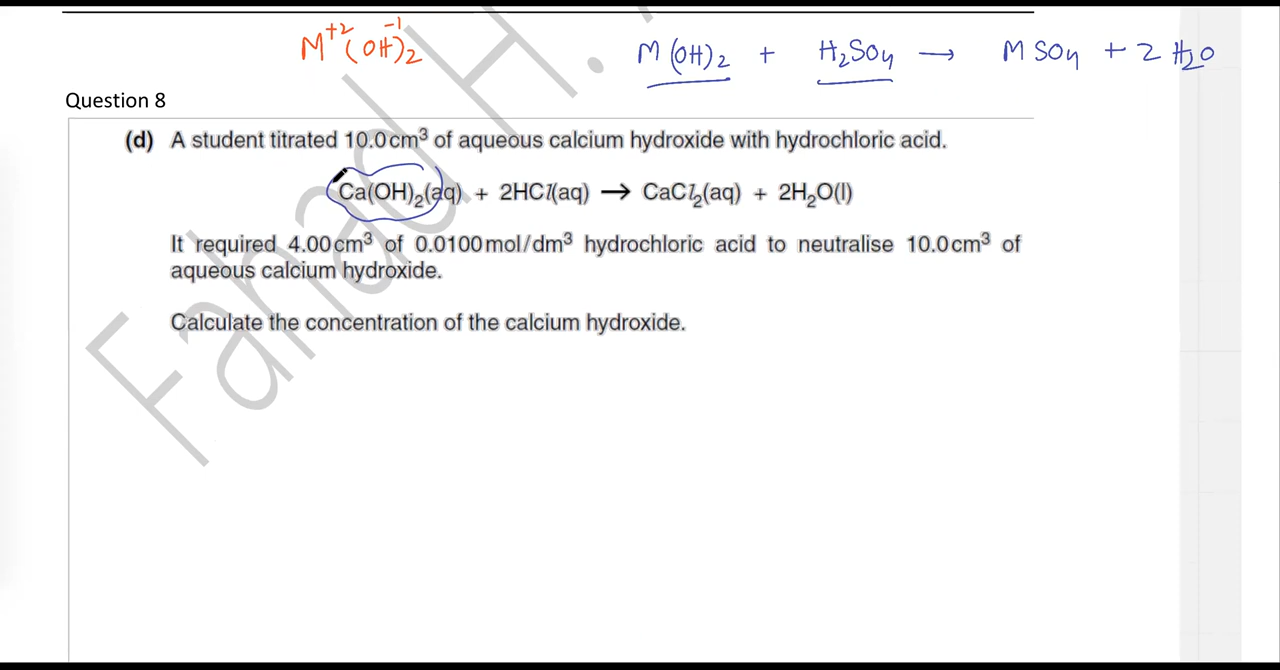 M⁺²(OH)₂⁻¹
M(OH)₂ + H₂SO₄ → MSO₄ + 2H₂O
Question 8
(d) A student titrated 10.0 cm³ of aqueous calcium hydroxide with hydrochloric acid.
Ca(OH)₂(aq) + 2HCl(aq) → CaCl₂(aq) + 2H₂O(l)
It required 4.00 cm³ of 0.0100 mol/dm³ hydrochloric acid to neutralise 10.0 cm³ of
aqueous calcium hydroxide.
Calculate the concentration of the calcium hydroxide.
Fahad H.